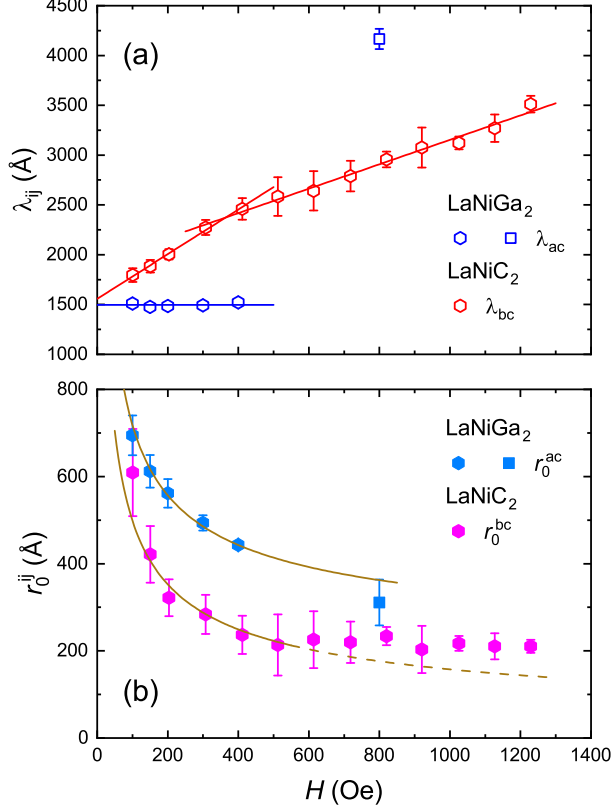 4500
(a)
4000
3500
3000
λij (Å)
2500
LaNiGa2
λac
2000
LaNiC2
1500
λbc
1000
800
LaNiGa2
r0ac
600
LaNiC2
r0bc
r0ij (Å)
400
200
(b)
0
0 200 400 600 800 1000 1200 1400
H (Oe)